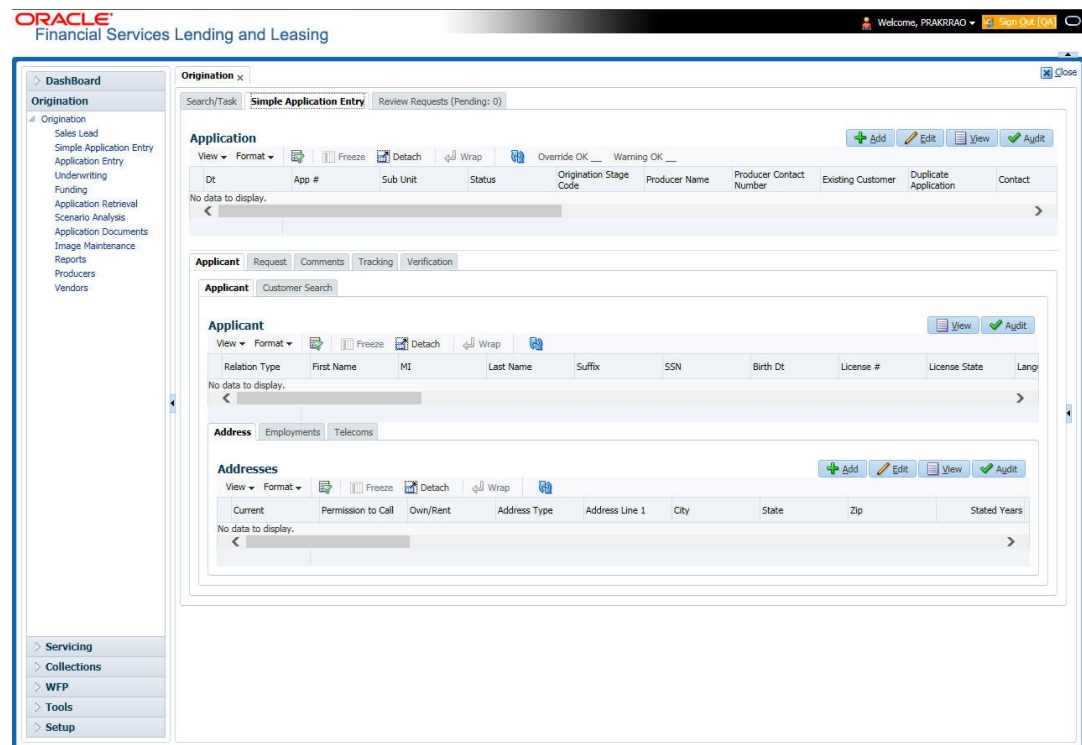 ORACLE®
Financial Services Lending and Leasing
Welcome, PRAKRRAO Sign Out [QA]
Close
DashBoard
Origination
Origination
Sales Lead
Simple Application Entry
Application Entry
Underwriting
Funding
Application Retrieval
Scenario Analysis
Application Documents
Image Maintenance
Reports
Producers
Vendors
Servicing
Collections
WFP
Tools
Setup
Origination x
Search/Task Simple Application Entry Review Requests (Pending: 0)
Application
Add Edit View Audit
View Format Freeze Detach Wrap Override OK __ Warning OK __
Dt App # Sub Unit Status Origination Stage Code Producer Name Producer Contact Number Existing Customer Duplicate Application Contact
No data to display.
Applicant Request Comments Tracking Verification
Applicant Customer Search
Applicant
View Audit
View Format Freeze Detach Wrap
Relation Type First Name MI Last Name Suffix SSN Birth Dt License # License State Lang
No data to display.
Address Employments Telecoms
Addresses
Add Edit View Audit
View Format Freeze Detach Wrap
Current Permission to Call Own/Rent Address Type Address Line 1 City State Zip Stated Years
No data to display.